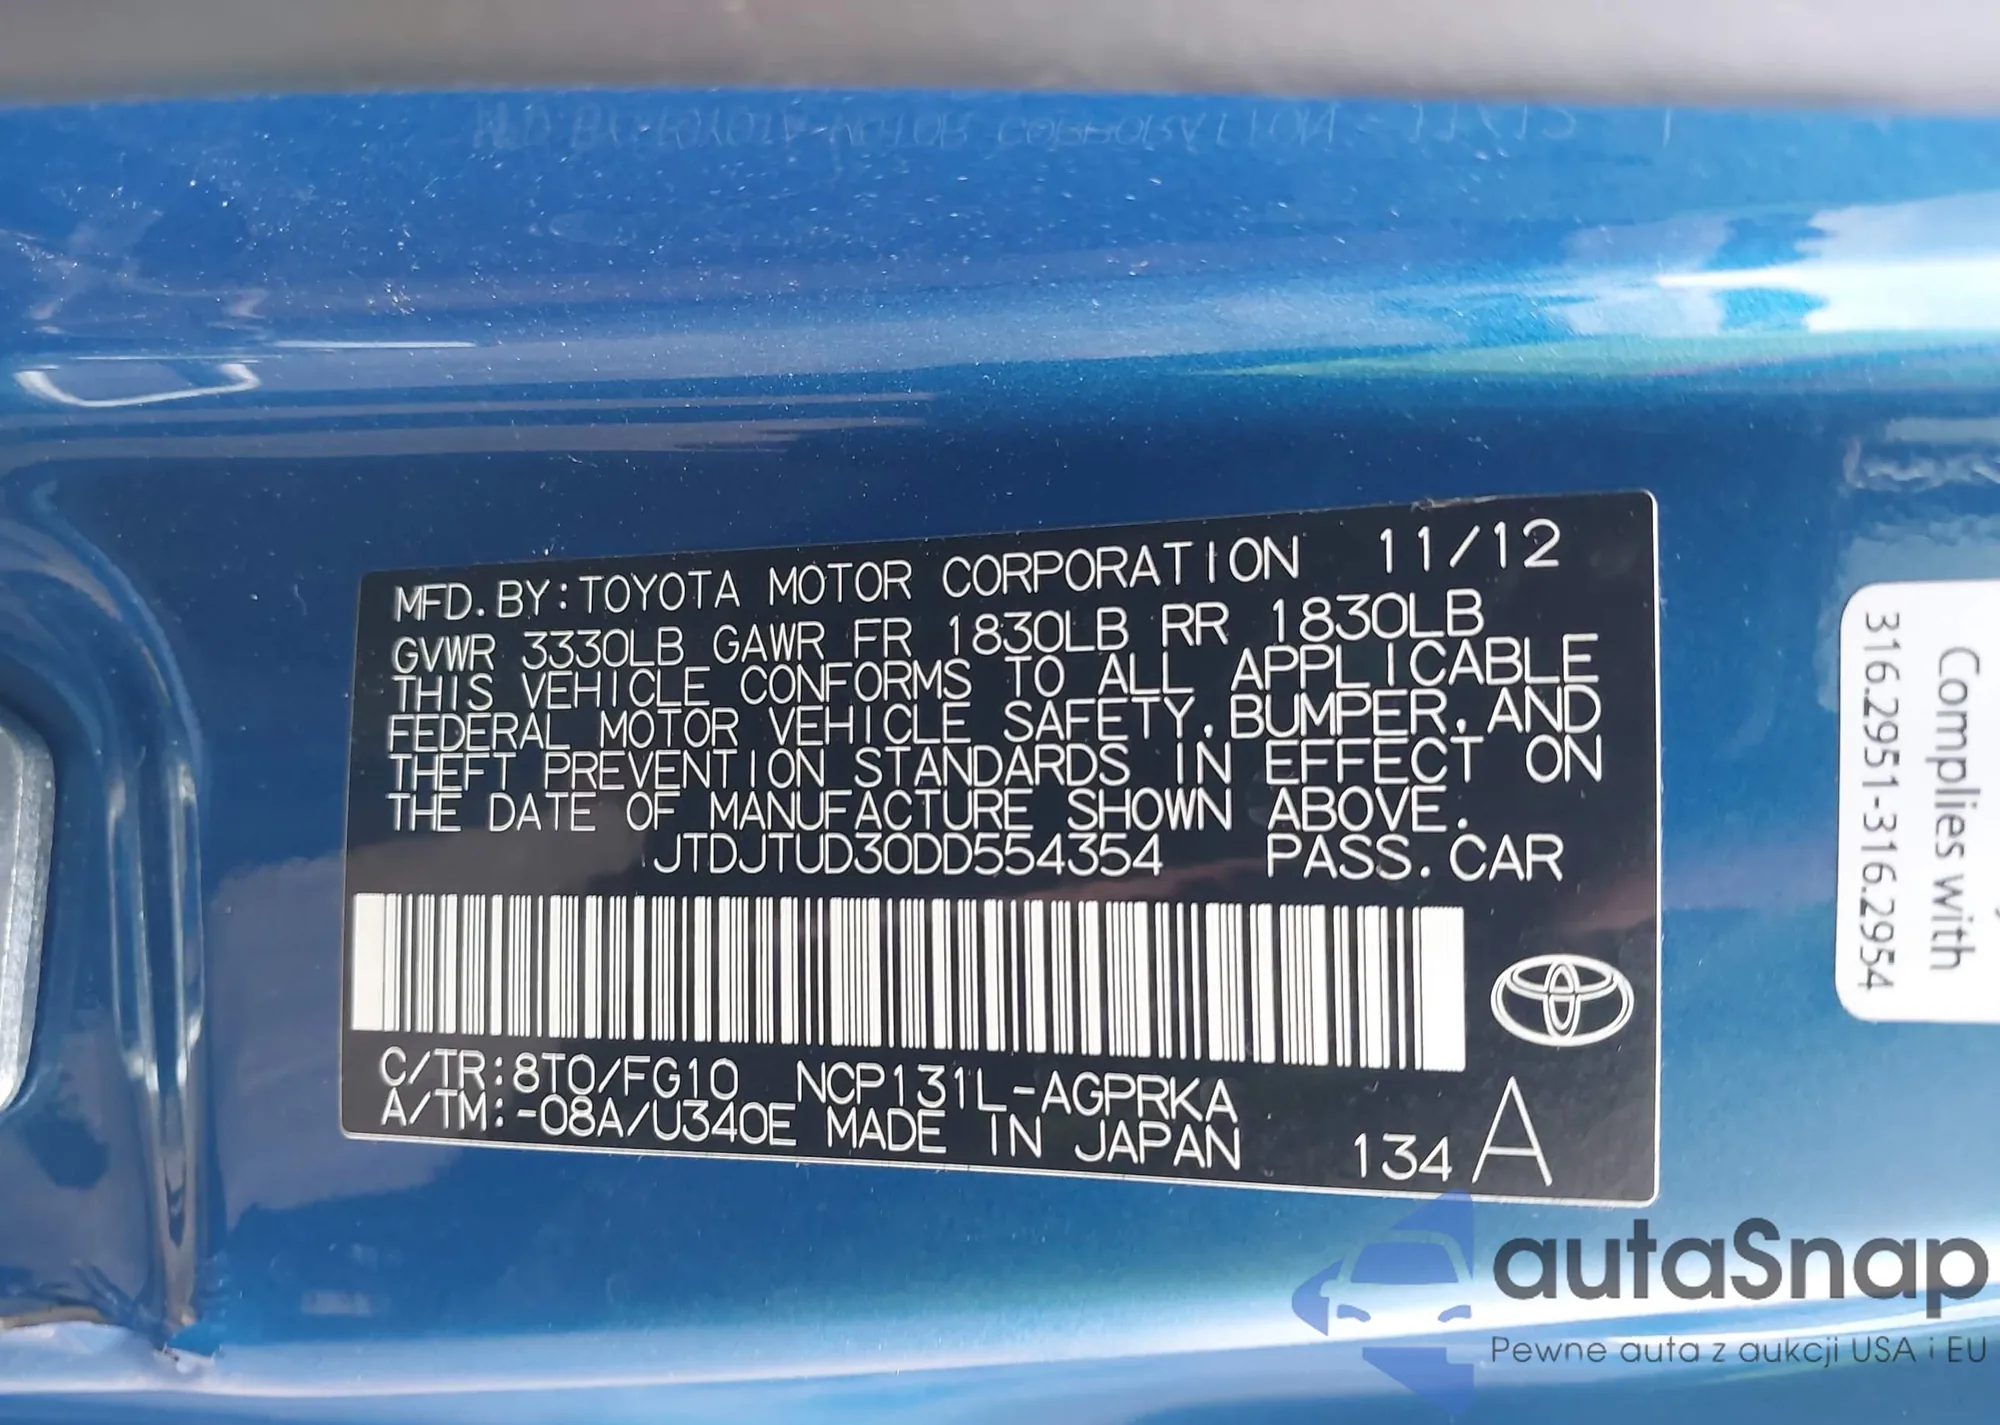 MFD. BY: TOYOTA MOTOR CORPORATION 11/12
GVWR 3330LB GAWR FR 1830LB RR 1830LB
THIS VEHICLE CONFORMS TO ALL APPLICABLE
FEDERAL MOTOR VEHICLE SAFETY, BUMPER, AND
THEFT PREVENTION STANDARDS IN EFFECT ON
THE DATE OF MANUFACTURE SHOWN ABOVE.
JTDJTUD30DD554354 PASS. CAR
C/TR: 8T0/FG10 NCP131L-AGPRKA
A/TM: -08A/U340E MADE IN JAPAN 134 A
Complies with
316.2951-316.2954
autaSnap
Pewne auta z aukcji USA i EU